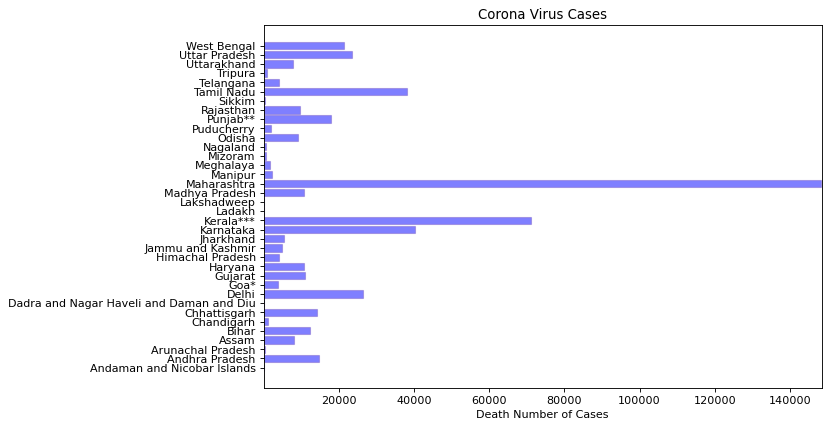 Corona Virus Cases
West Bengal
Uttar Pradesh
Uttarakhand
Tripura
Telangana
Tamil Nadu
Sikkim
Rajasthan
Punjab**
Puducherry
Odisha
Nagaland
Mizoram
Meghalaya
Manipur
Maharashtra
Madhya Pradesh
Lakshadweep
Ladakh
Kerala***
Karnataka
Jharkhand
Jammu and Kashmir
Himachal Pradesh
Haryana
Gujarat
Goa*
Delhi
Dadra and Nagar Haveli and Daman and Diu
Chhattisgarh
Chandigarh
Bihar
Assam
Arunachal Pradesh
Andhra Pradesh
Andaman and Nicobar Islands
20000 40000 60000 80000 100000 120000 140000
Death Number of Cases